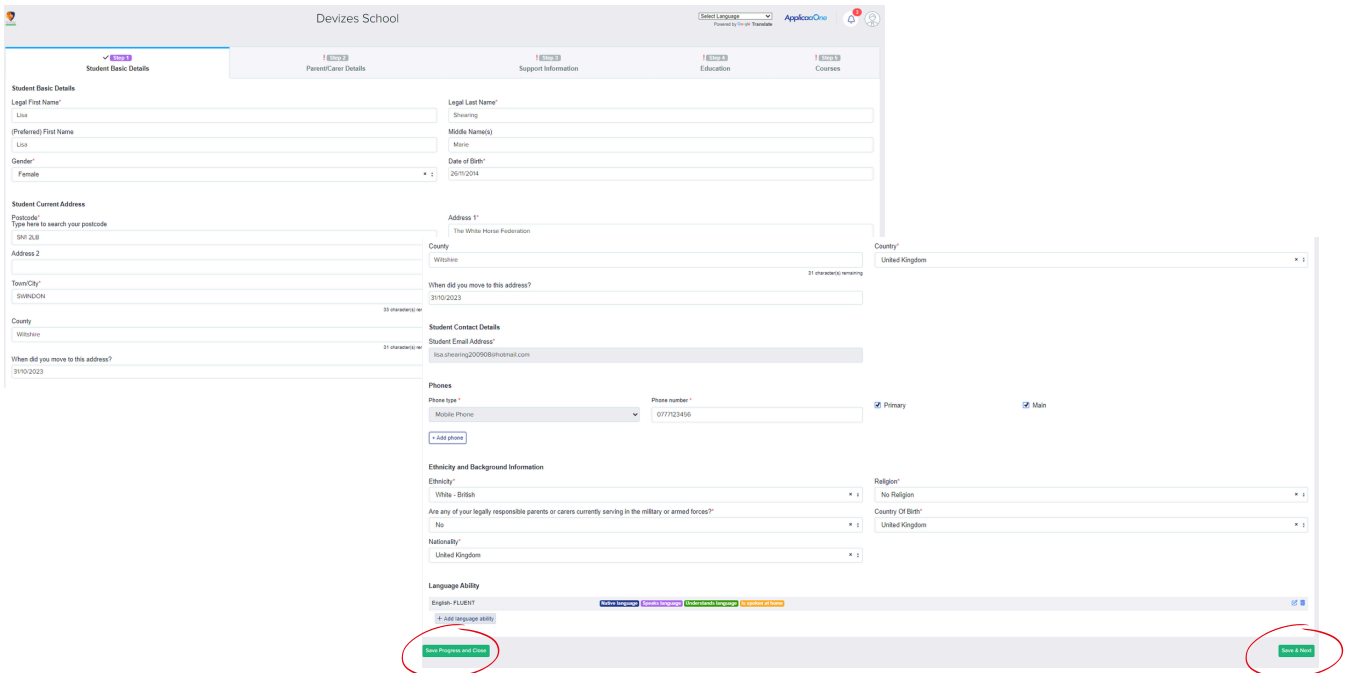 Devizes School
Select Language
Powered by Google Translate
ApplicaaOne
3
Step 1
Student Basic Details
! Step 2
Parent/Carer Details
! Step 3
Support Information
! Step 4
Education
! Step 5
Courses
Student Basic Details
Legal First Name*
Lisa
Legal Last Name*
Shearing
(Preferred) First Name
Lisa
Middle Name(s)
Marie
Gender*
Female
Date of Birth*
26/11/2014
Student Current Address
Postcode*
Type here to search your postcode
SN1 2LB
Address 1*
The White Horse Federation
Address 2
Town/City*
SWINDON
33 character(s) rem
County
Wiltshire
31 character(s) rem
When did you move to this address?
31/10/2023
County
Wiltshire
31 character(s) remaining
Country*
United Kingdom
When did you move to this address?
31/10/2023
Student Contact Details
Student Email Address*
lisa.shearing200908@hotmail.com
Phones
Phone type *
Mobile Phone
Phone number *
0777123456
Primary
Main
+ Add phone
Ethnicity and Background Information
Ethnicity*
White - British
Religion*
No Religion
Are any of your legally responsible parents or carers currently serving in the military or armed forces?*
No
Country Of Birth*
United Kingdom
Nationality*
United Kingdom
Language Ability
English- FLUENT
Native language Speaks language Understands language Is spoken at home
+ Add language ability
Save Progress and Close
Save & Next